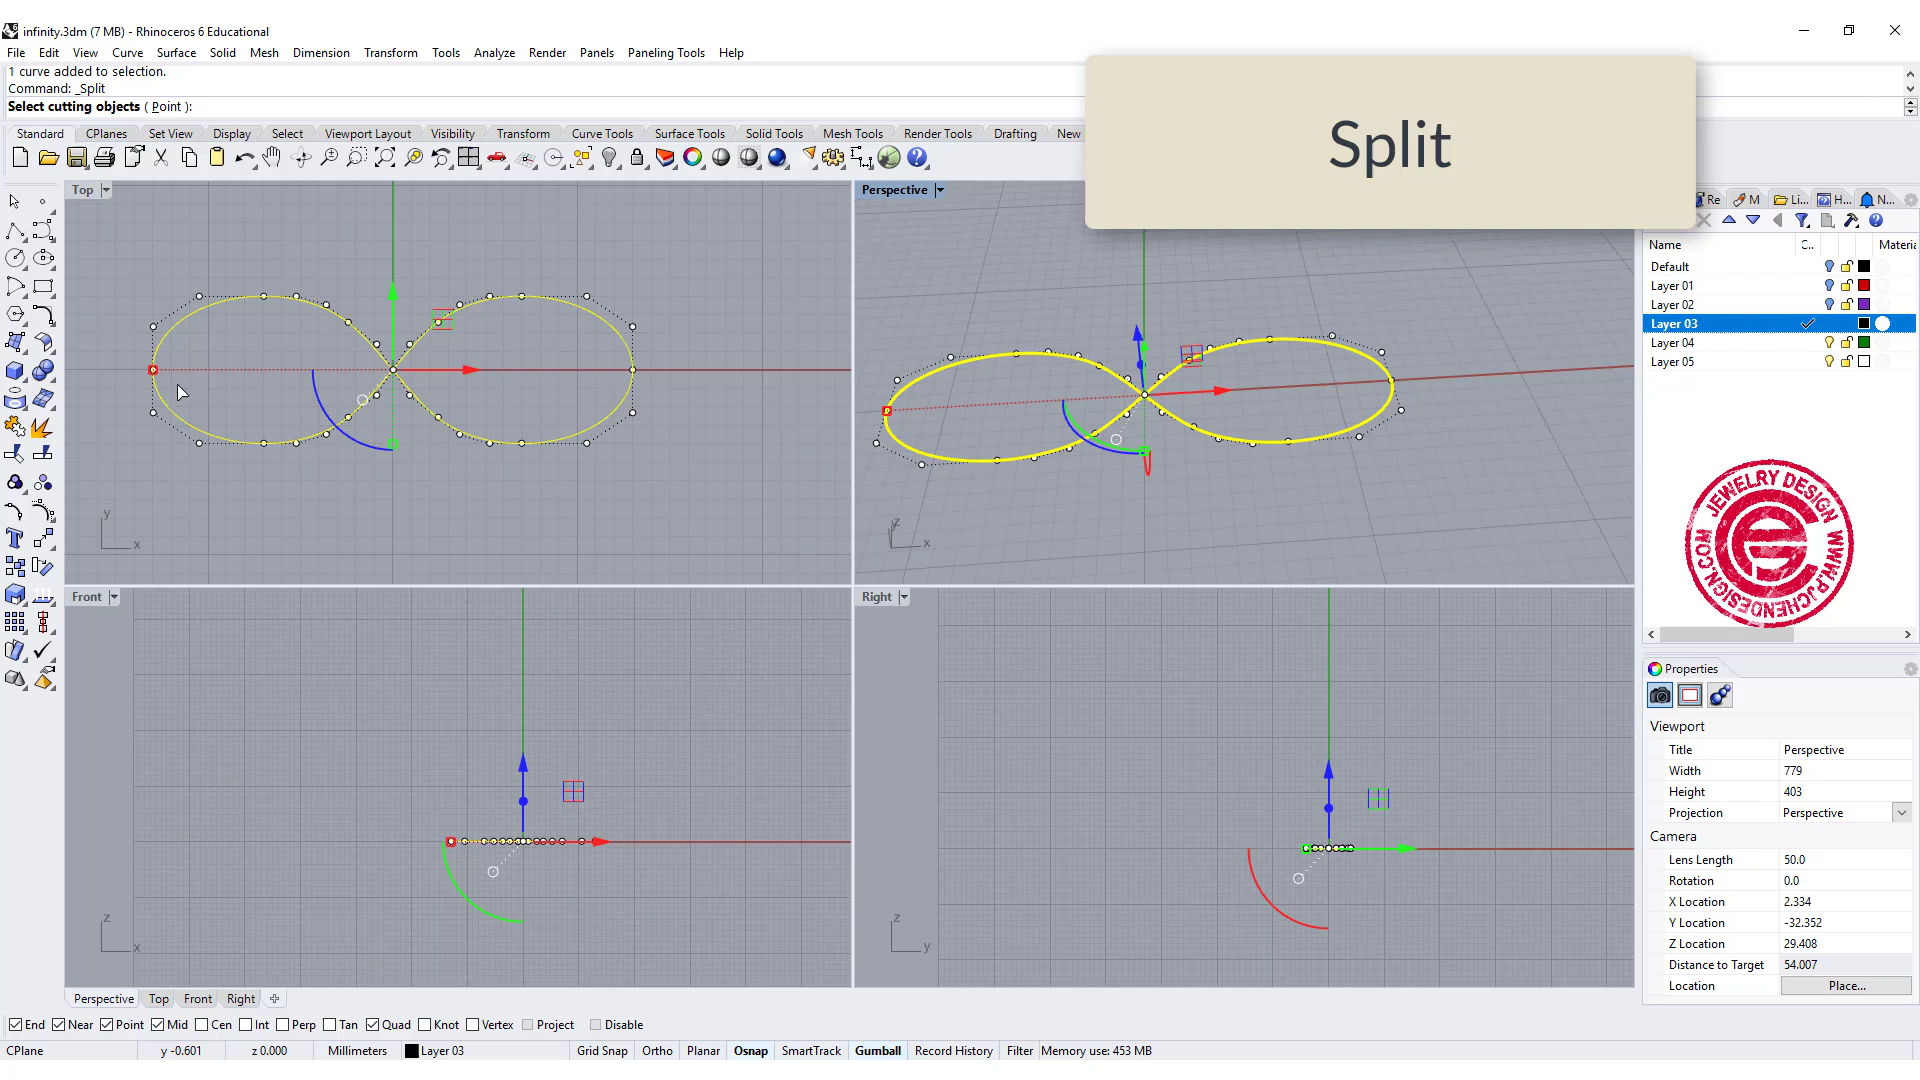 infinity.3dm (7 MB) - Rhinoceros 6 Educational
File Edit View Curve Surface Solid Mesh Dimension Transform Tools Analyze Render Panels Paneling Tools Help
1 curve added to selection.
Command: _Split
Select cutting objects ( Point ):
Split
Standard CPlanes Set View Display Select Viewport Layout Visibility Transform Curve Tools Surface Tools Solid Tools Mesh Tools Render Tools Drafting New
Top
Perspective
Re M Li... H... N...
Name C.. Materia
Default
Layer 01
Layer 02
Layer 03
Layer 04
Layer 05
y
x
z
x
JEWELRY DESIGN
WWW.PJCHENDESIGN.COM
Front
Right
Properties
Viewport
Title Perspective
Width 779
Height 403
Projection Perspective
Camera
Lens Length 50.0
Rotation 0.0
X Location 2.334
Y Location -32.352
Z Location 29.408
Distance to Target 54.007
Location Place...
z
x
z
y
Perspective Top Front Right
End Near Point Mid Cen Int Perp Tan Quad Knot Vertex Project Disable
CPlane y -0.601 z 0.000 Millimeters Layer 03 Grid Snap Ortho Planar Osnap SmartTrack Gumball Record History Filter Memory use: 453 MB